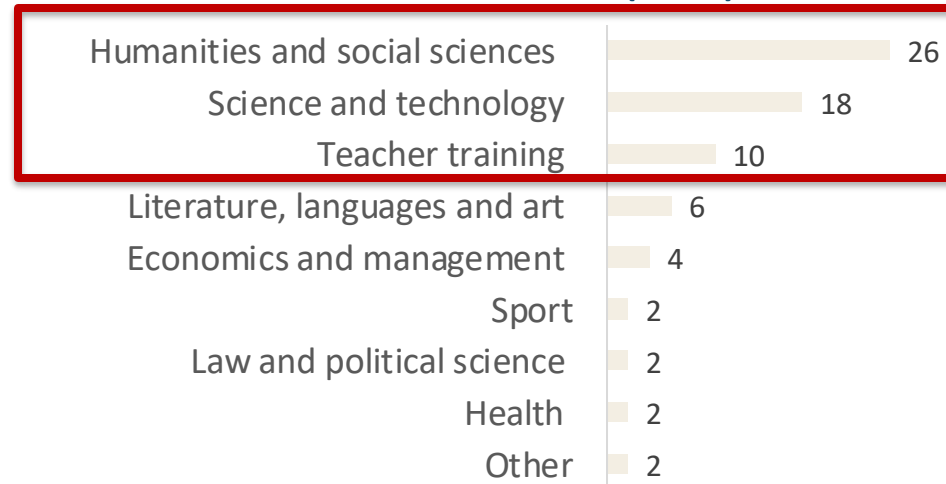 Humanities and social sciences 26
Science and technology 18
Teacher training 10
Literature, languages and art 6
Economics and management 4
Sport 2
Law and political science 2
Health 2
Other 2